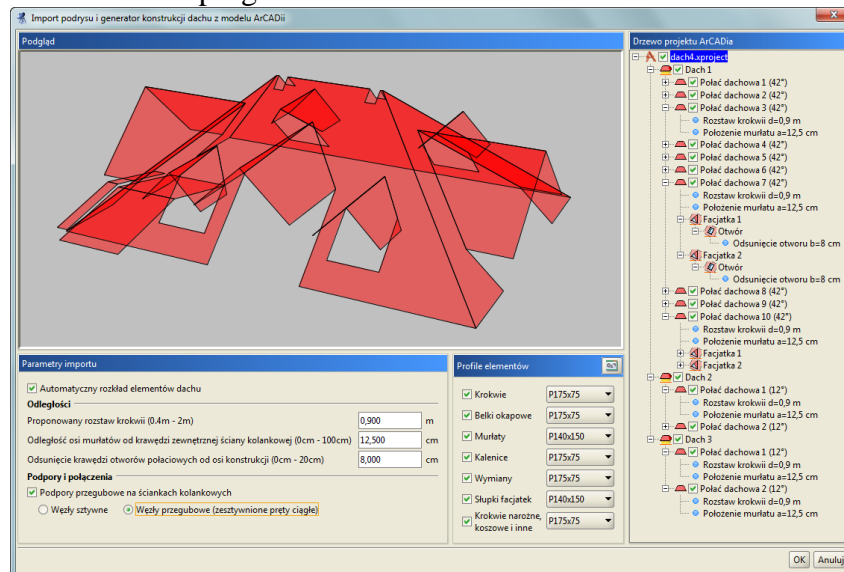 Import podrysu i generator konstrukcji dachu z modelu ArCADii
Podgląd
Drzewo projektu ArCADia
dach4.xproject
Dach 1
Połać dachowa 1 (42°)
Połać dachowa 2 (42°)
Połać dachowa 3 (42°)
Rozstaw krokwii d=0,9 m
Położenie murłatu a=12,5 cm
Połać dachowa 4 (42°)
Połać dachowa 5 (42°)
Połać dachowa 6 (42°)
Połać dachowa 7 (42°)
Rozstaw krokwii d=0,9 m
Położenie murłatu a=12,5 cm
Facjatka 1
Otwór
Odsunięcie otworu b=8 cm
Facjatka 2
Otwór
Odsunięcie otworu b=8 cm
Połać dachowa 8 (42°)
Połać dachowa 9 (42°)
Połać dachowa 10 (42°)
Rozstaw krokwii d=0,9 m
Położenie murłatu a=12,5 cm
Facjatka 1
Facjatka 2
Dach 2
Połać dachowa 1 (12°)
Rozstaw krokwii d=0,9 m
Położenie murłatu a=12,5 cm
Połać dachowa 2 (12°)
Dach 3
Połać dachowa 1 (12°)
Rozstaw krokwii d=0,9 m
Położenie murłatu a=12,5 cm
Połać dachowa 2 (12°)
Rozstaw krokwii d=0,9 m
Położenie murłatu a=12,5 cm
Parametry importu
Automatyczny rozkład elementów dachu
Odległości
Proponowany rozstaw krokwii (0.4m - 2m) 0,900 m
Odległość osi murłatów od krawędzi zewnętrznej ściany kolankowej (0cm - 100cm) 12,500 cm
Odsunięcie krawędzi otworów połaciowych od osi konstrukcji (0cm - 20cm) 8,000 cm
Podpory i połączenia
Podpory przegubowe na ściankach kolankowych
Węzły sztywne Węzły przegubowe (zesztywnione pręty ciągłe)
Profile elementów
Krokwie P175x75
Belki okapowe P175x75
Murłaty P140x150
Kalenice P175x75
Wymiany P175x75
Słupki facjatek P140x150
Krokwie narożne, koszowe i inne P175x75
OK Anuluj